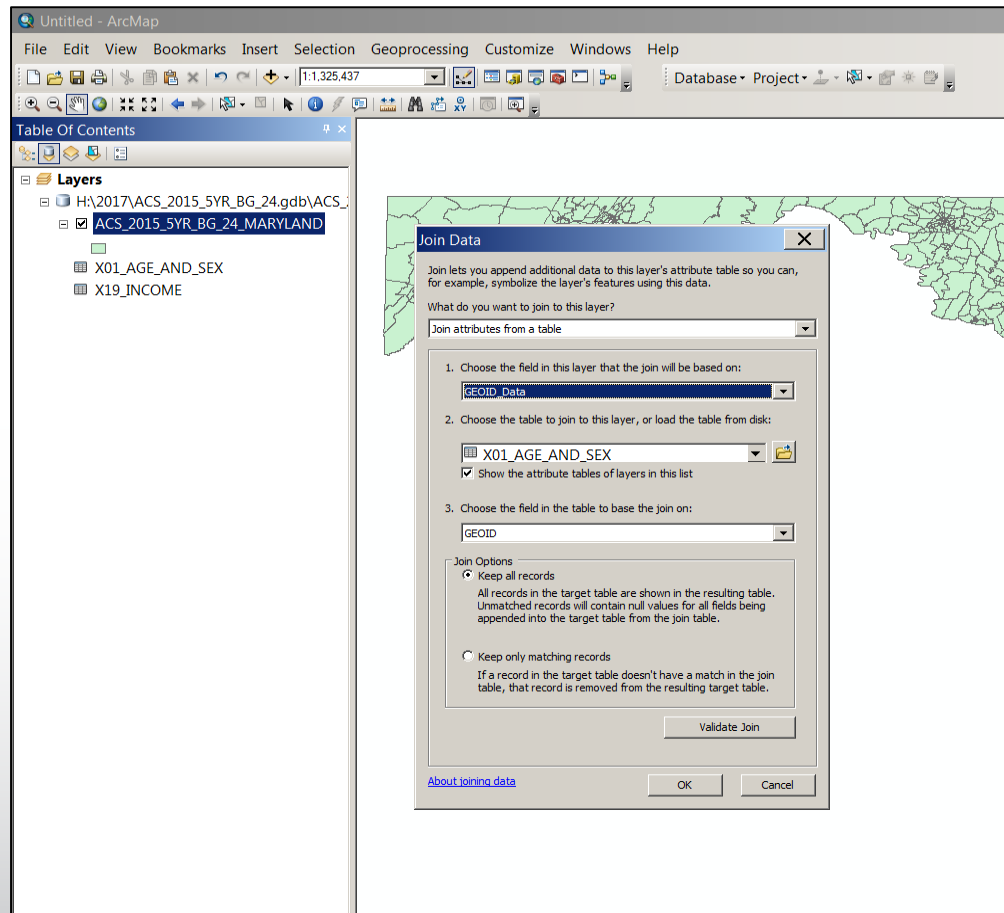 Untitled - ArcMap
File Edit View Bookmarks Insert Selection Geoprocessing Customize Windows Help
1:1,325,437
Database Project
XY
Table Of Contents
Layers
H:\2017\ACS_2015_5YR_BG_24.gdb\ACS_2
ACS_2015_5YR_BG_24_MARYLAND
X01_AGE_AND_SEX
X19_INCOME
Join Data
Join lets you append additional data to this layer's attribute table so you can,
for example, symbolize the layer's features using this data.
What do you want to join to this layer?
Join attributes from a table
1. Choose the field in this layer that the join will be based on:
GEOID_Data
2. Choose the table to join to this layer, or load the table from disk:
X01_AGE_AND_SEX
Show the attribute tables of layers in this list
3. Choose the field in the table to base the join on:
GEOID
Join Options
Keep all records
All records in the target table are shown in the resulting table.
Unmatched records will contain null values for all fields being
appended into the target table from the join table.
Keep only matching records
If a record in the target table doesn't have a match in the join
table, that record is removed from the resulting target table.
Validate Join
About joining data
OK
Cancel